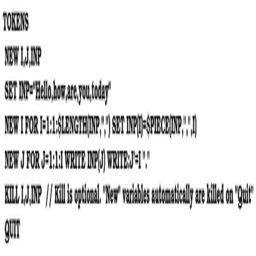 TOKENS
NEW I,J,INP
SET INP="Hello,how,are,you,today"
NEW I FOR I=1:1:$LENGTH(INP,",") SET INP(I)=$PIECE(INP,",",I)
NEW J FOR J=1:1:I WRITE INP(J) WRITE:J'=I "."
KILL I,J,INP // Kill is optional. "New" variables automatically are killed on "Quit"
QUIT